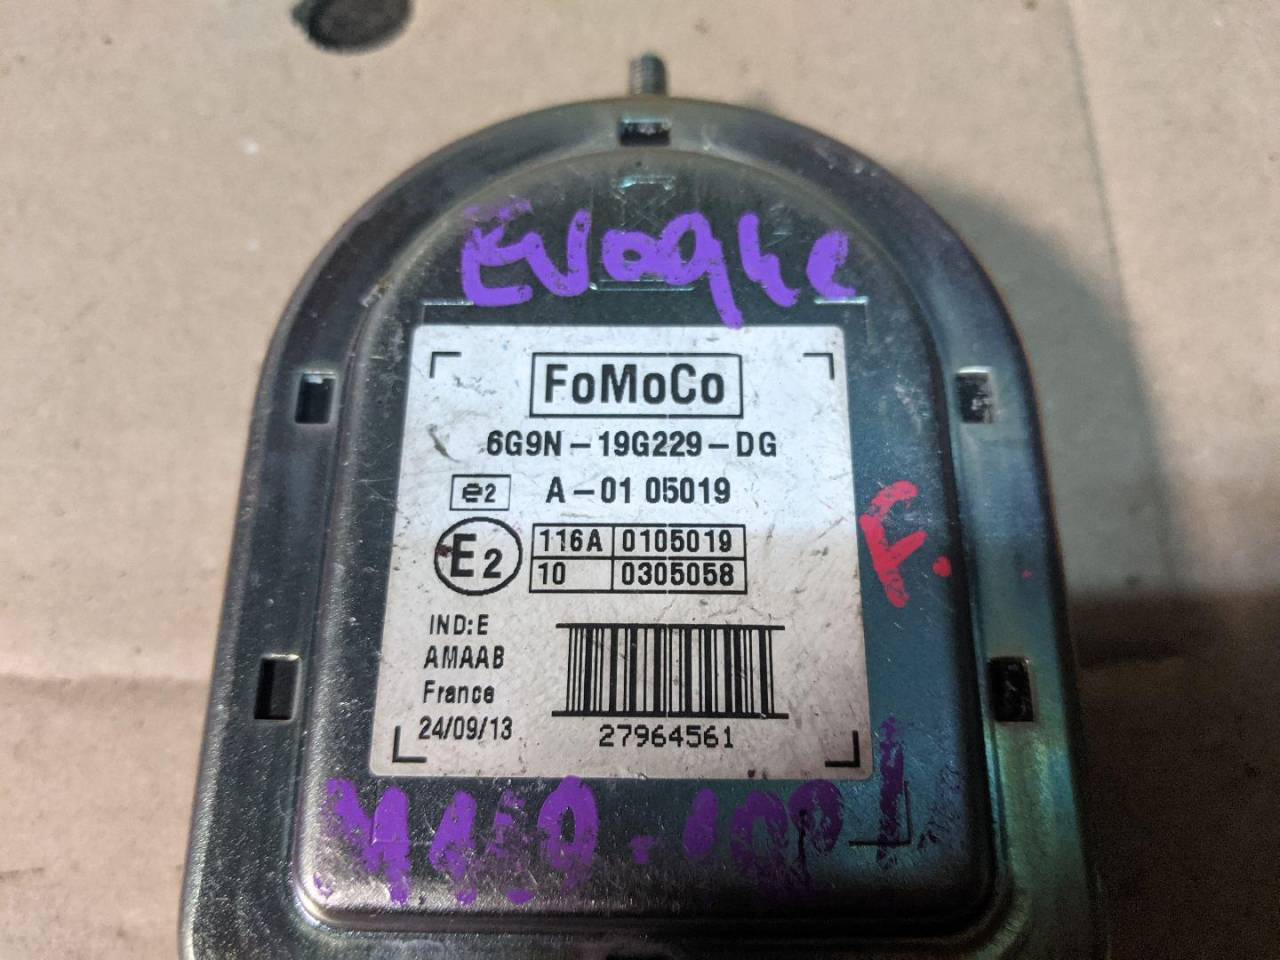 Evoque
FoMoCo
6G9N-19G229-DG
e2 A-01 05019
E2 116A 0105019
10 0305058
F.
IND:E
AMAAB
France
24/09/13
27964561